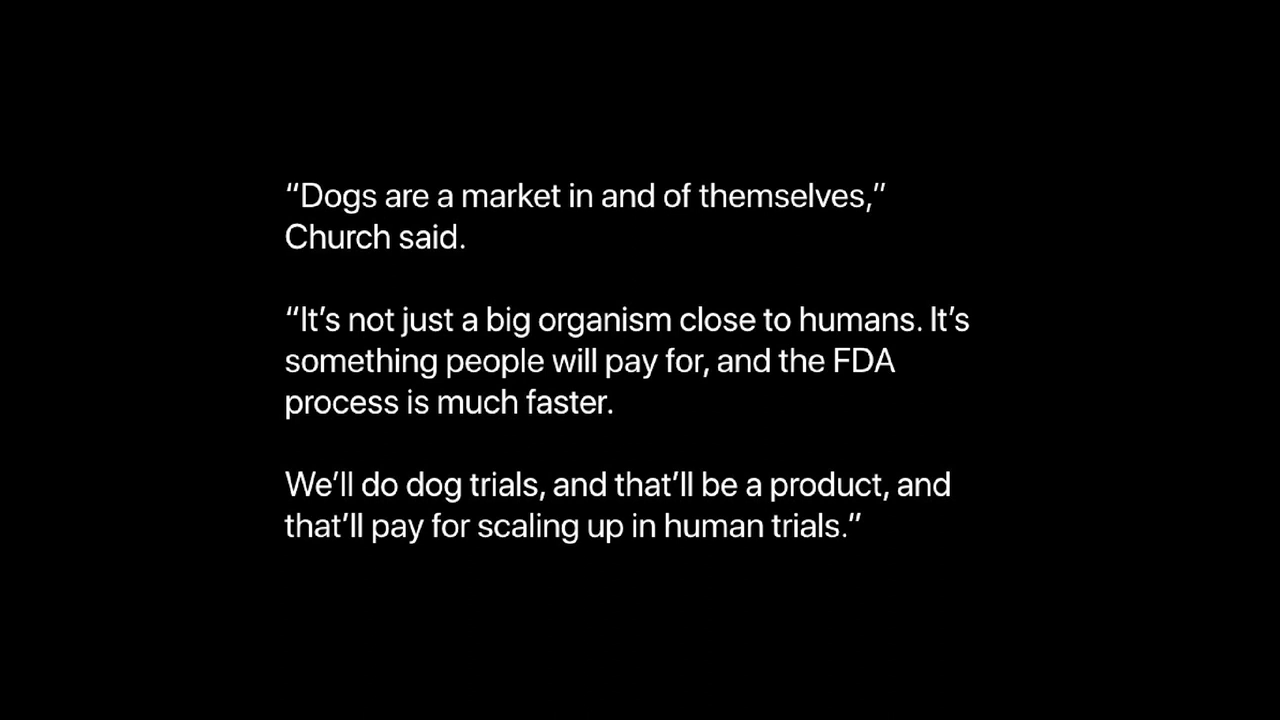 “Dogs are a market in and of themselves,”
Church said.
“It’s not just a big organism close to humans. It’s
something people will pay for, and the FDA
process is much faster.
We’ll do dog trials, and that’ll be a product, and
that’ll pay for scaling up in human trials.”